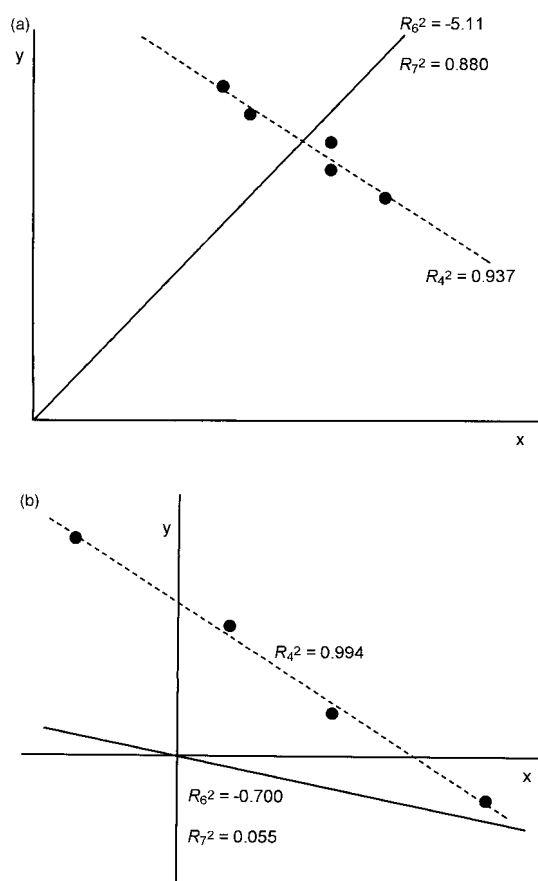 (a)
y
R₆² = -5.11
R₇² = 0.880
R₄² = 0.937
x
(b)
y
R₄² = 0.994
x
R₆² = -0.700
R₇² = 0.055